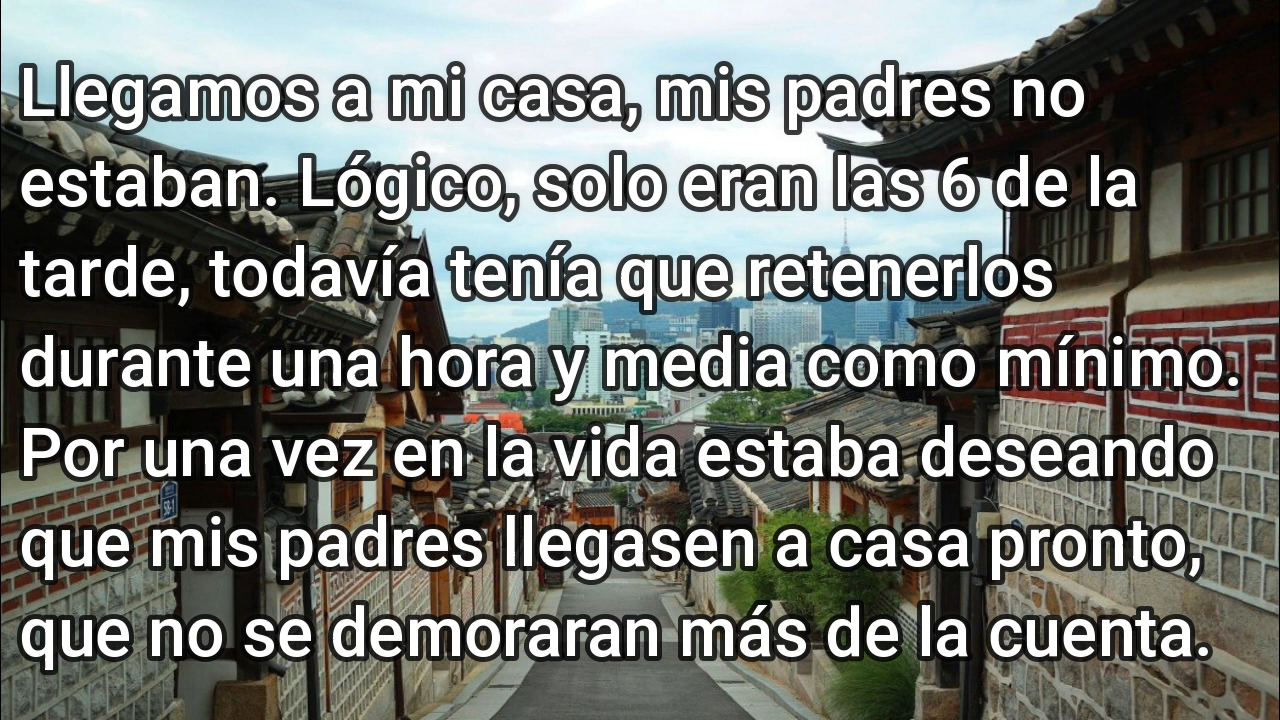 Llegamos a mi casa, mis padres no
estaban. Lógico, solo eran las 6 de la
tarde, todavía tenía que retenerlos
durante una hora y media como mínimo.
Por una vez en la vida estaba deseando
que mis padres llegasen a casa pronto,
que no se demoraran más de la cuenta.
58-1